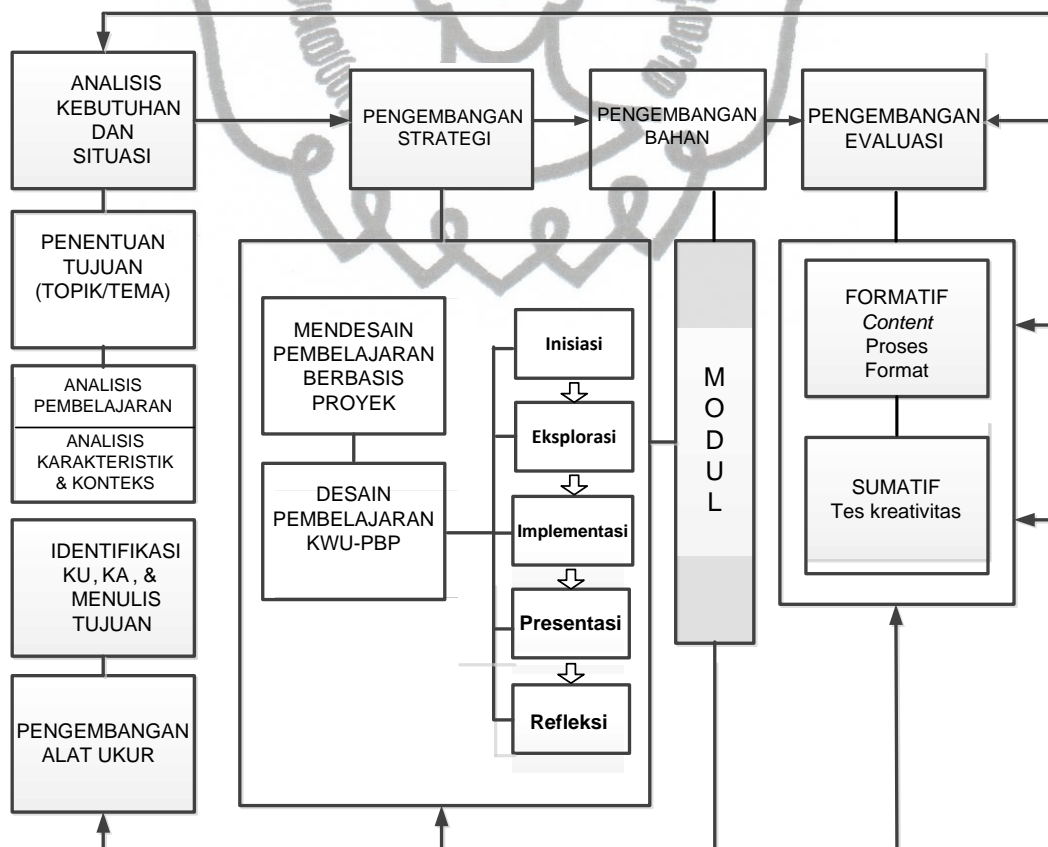 ANALISIS
KEBUTUHAN
DAN
SITUASI
PENGEMBANGAN
STRATEGI
PENGEMBANGAN
BAHAN
PENGEMBANGAN
EVALUASI
PENENTUAN
TUJUAN
(TOPIK/TEMA)
ANALISIS
PEMBELAJARAN
ANALISIS
KARAKTERISTIK
& KONTEKS
IDENTIFIKASI
KU, KA, &
MENULIS
TUJUAN
PENGEMBANGAN
ALAT UKUR
MENDESAIN
PEMBELAJARAN
BERBASIS
PROYEK
DESAIN
PEMBELAJARAN
KWU-PBP
Inisiasi
Eksplorasi
Implementasi
Presentasi
Refleksi
M
O
D
U
L
FORMATIF
Content
Proses
Format
SUMATIF
Tes kreativitas